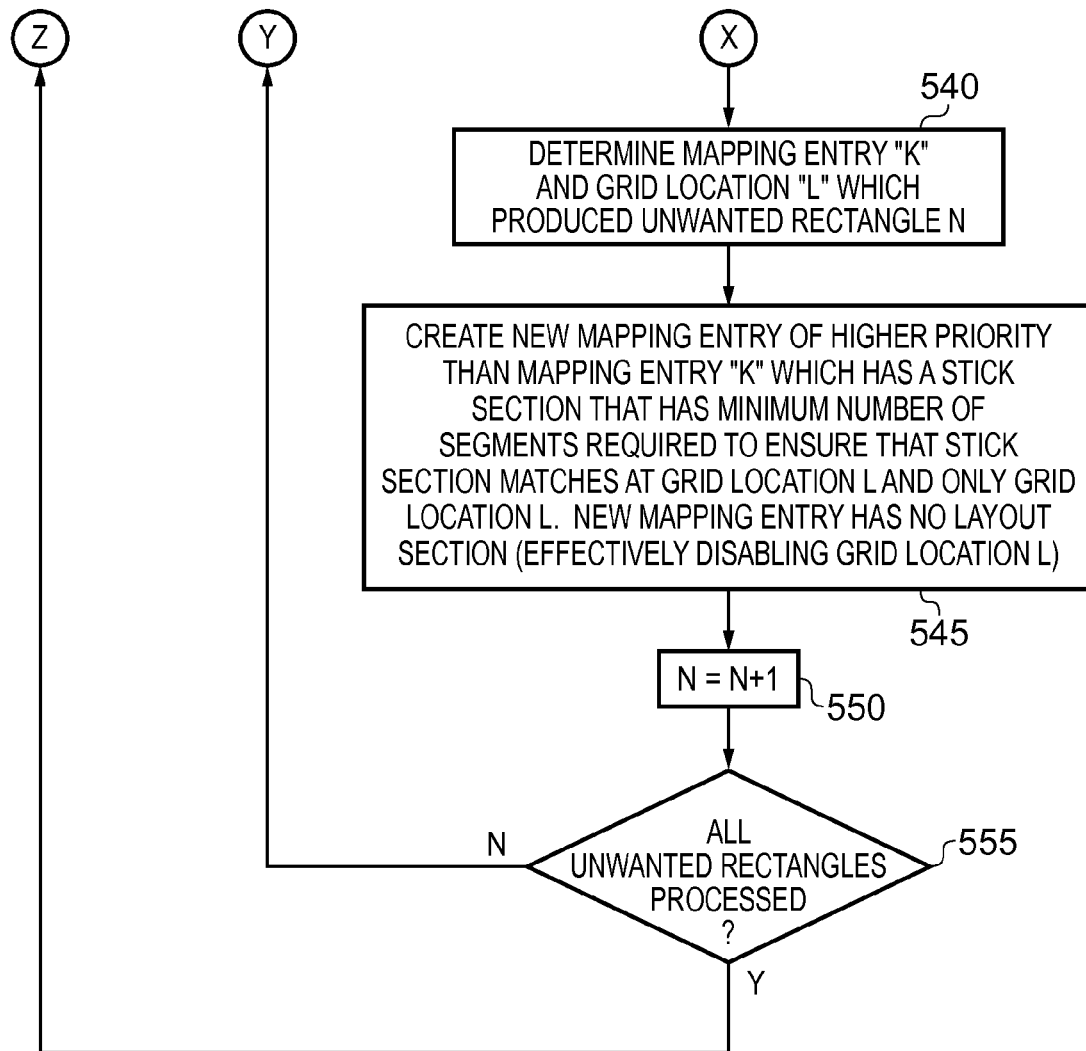 Z
Y
X
540
DETERMINE MAPPING ENTRY "K"
AND GRID LOCATION "L" WHICH
PRODUCED UNWANTED RECTANGLE N
CREATE NEW MAPPING ENTRY OF HIGHER PRIORITY
THAN MAPPING ENTRY "K" WHICH HAS A STICK
SECTION THAT HAS MINIMUM NUMBER OF
SEGMENTS REQUIRED TO ENSURE THAT STICK
SECTION MATCHES AT GRID LOCATION L AND ONLY GRID
LOCATION L. NEW MAPPING ENTRY HAS NO LAYOUT
SECTION (EFFECTIVELY DISABLING GRID LOCATION L)
545
N = N+1
550
N
ALL
UNWANTED RECTANGLES
PROCESSED
?
555
Y